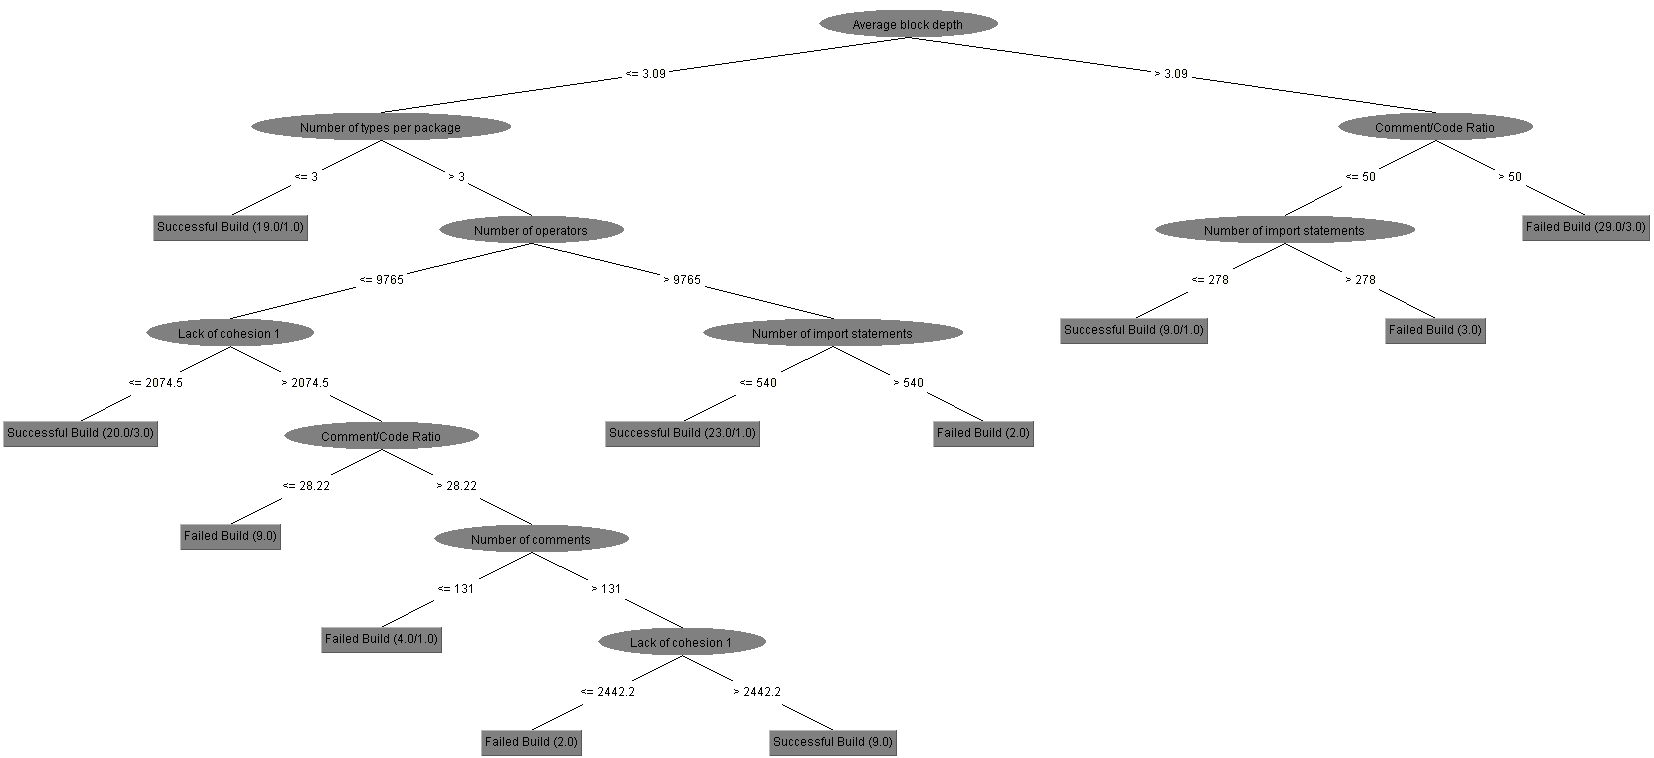 Average block depth
<= 3.09
> 3.09
Number of types per package
Comment/Code Ratio
<= 3
> 3
<= 50
> 50
Successful Build (19.0/1.0)
Number of operators
Number of import statements
Failed Build (29.0/3.0)
<= 9765
> 9765
<= 278
> 278
Lack of cohesion 1
Number of import statements
Successful Build (9.0/1.0)
Failed Build (3.0)
<= 2074.5
> 2074.5
<= 540
> 540
Successful Build (20.0/3.0)
Comment/Code Ratio
Successful Build (23.0/1.0)
Failed Build (2.0)
<= 28.22
> 28.22
Failed Build (9.0)
Number of comments
<= 131
> 131
Failed Build (4.0/1.0)
Lack of cohesion 1
<= 2442.2
> 2442.2
Failed Build (2.0)
Successful Build (9.0)